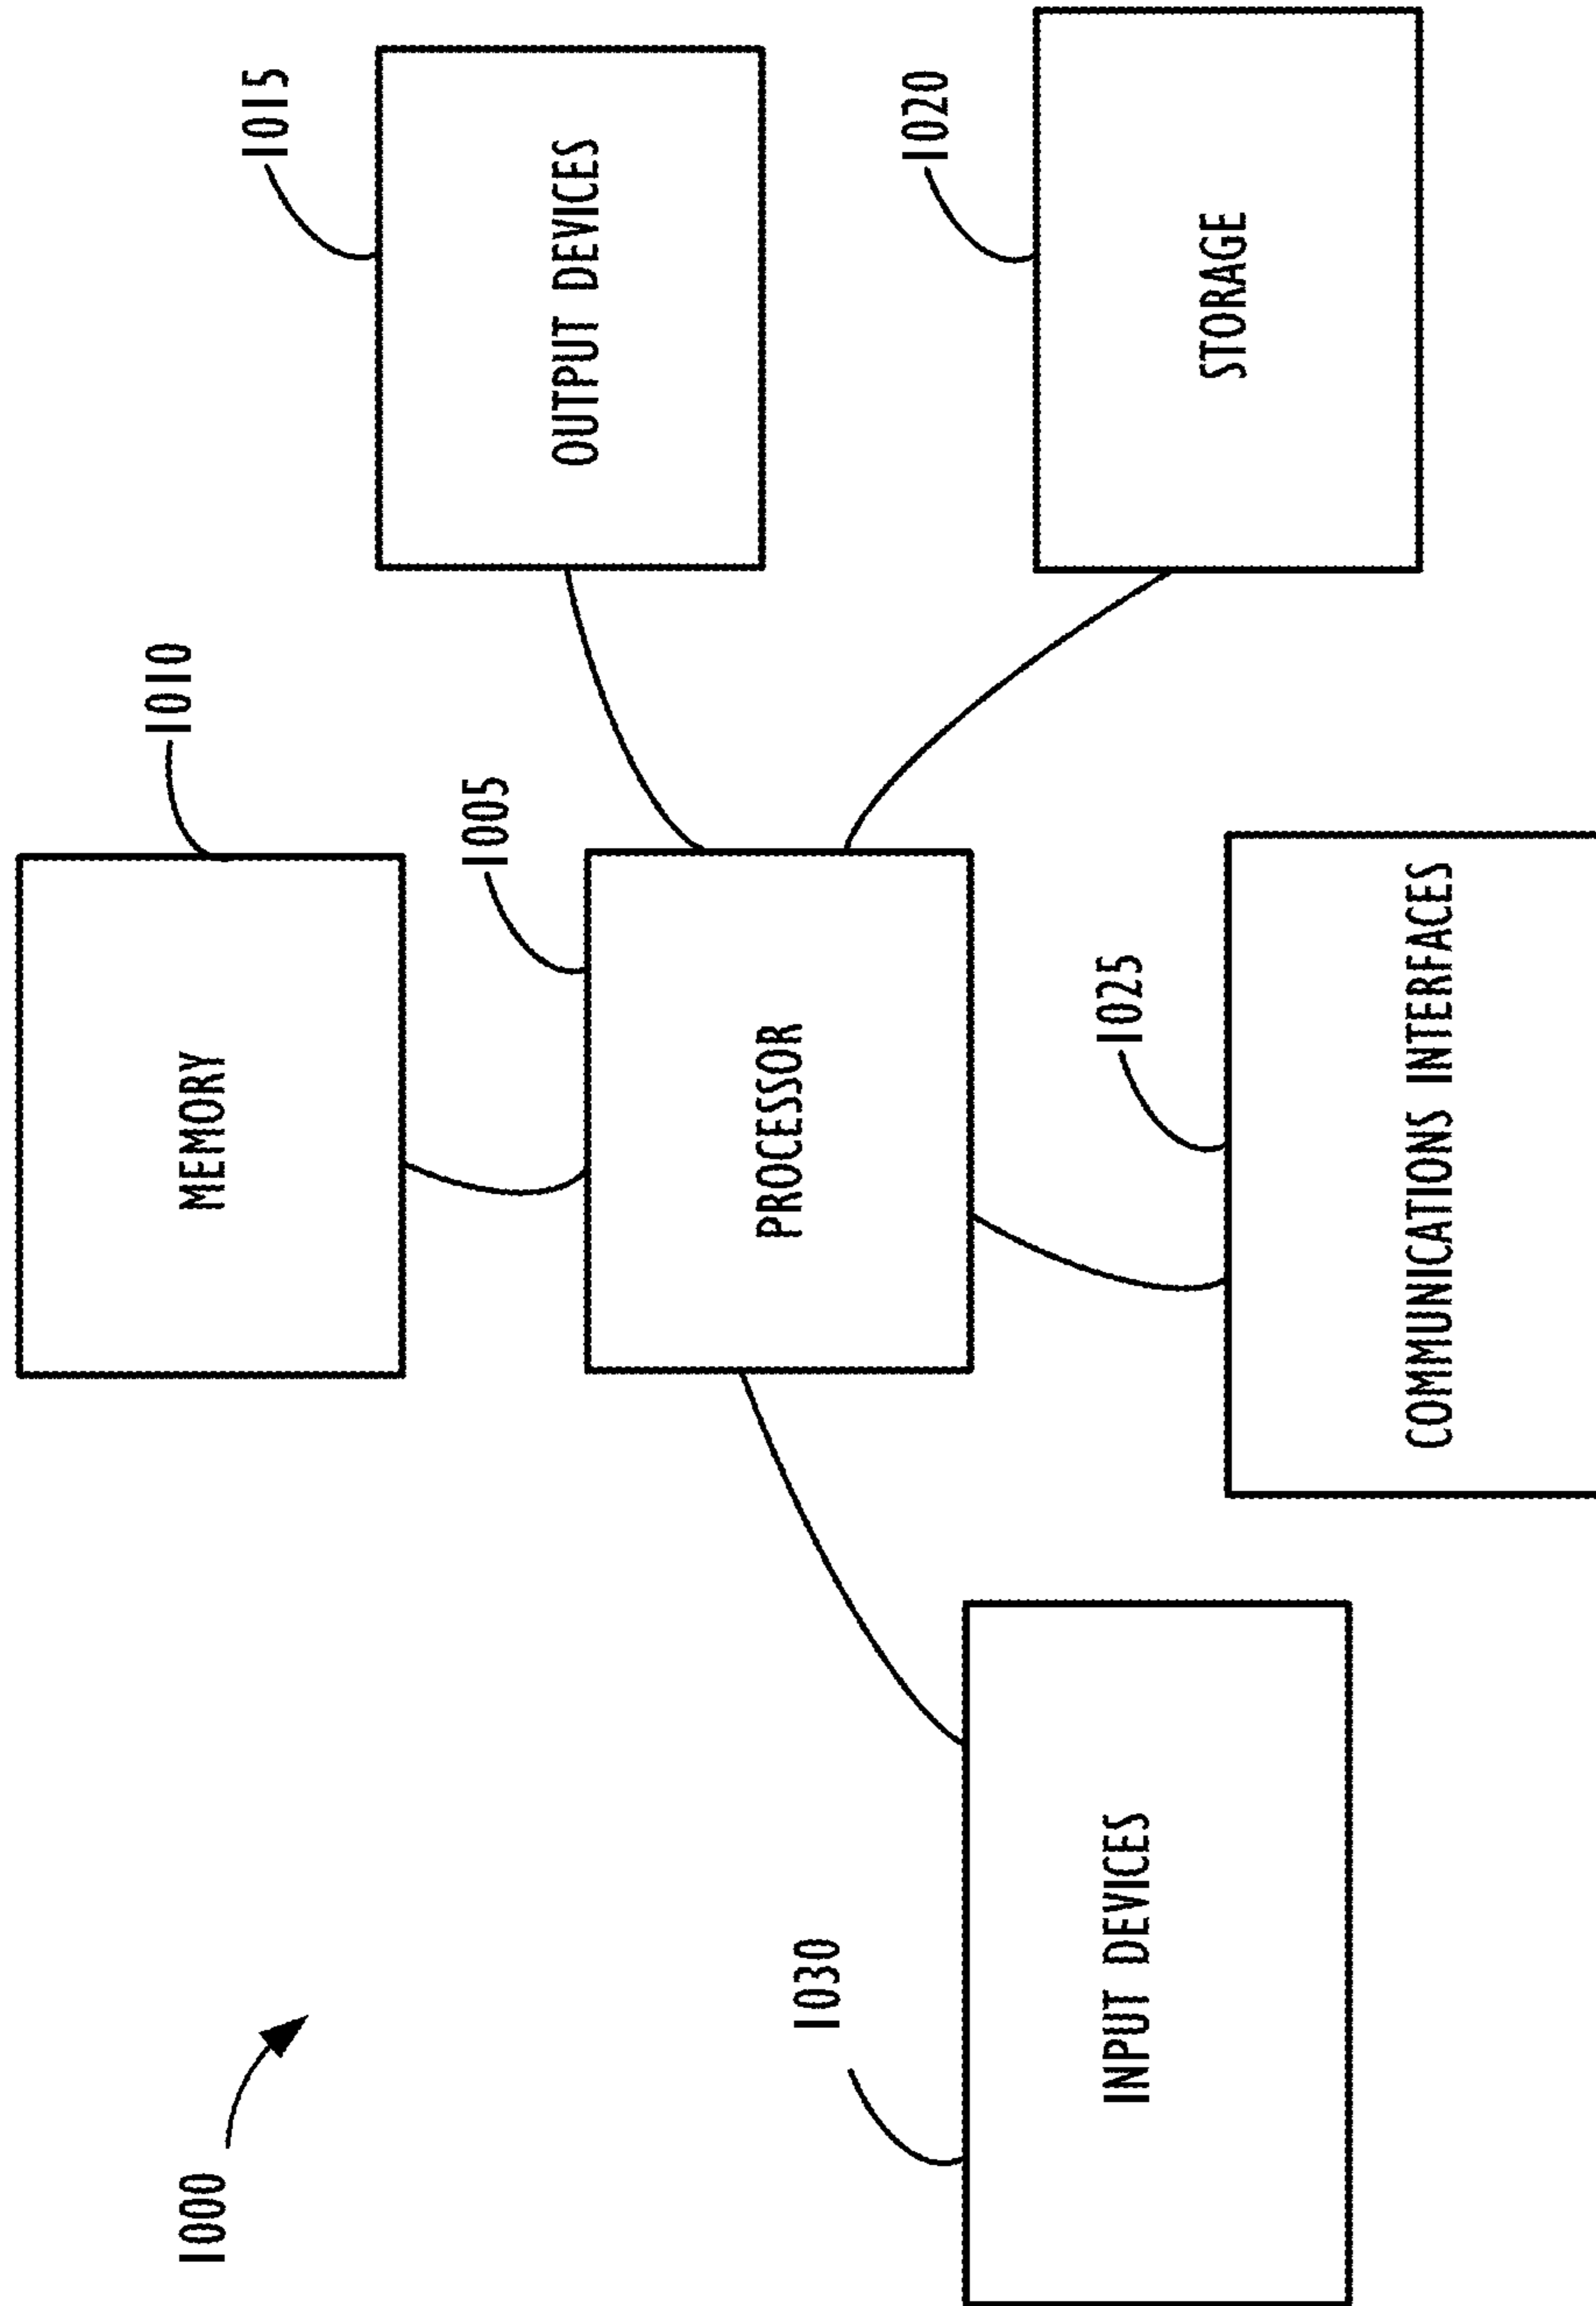 1000
MEMORY
1010
OUTPUT DEVICES
1015
PROCESSOR
1005
INPUT DEVICES
1030
COMMUNICATIONS INTERFACES
1025
STORAGE
1020